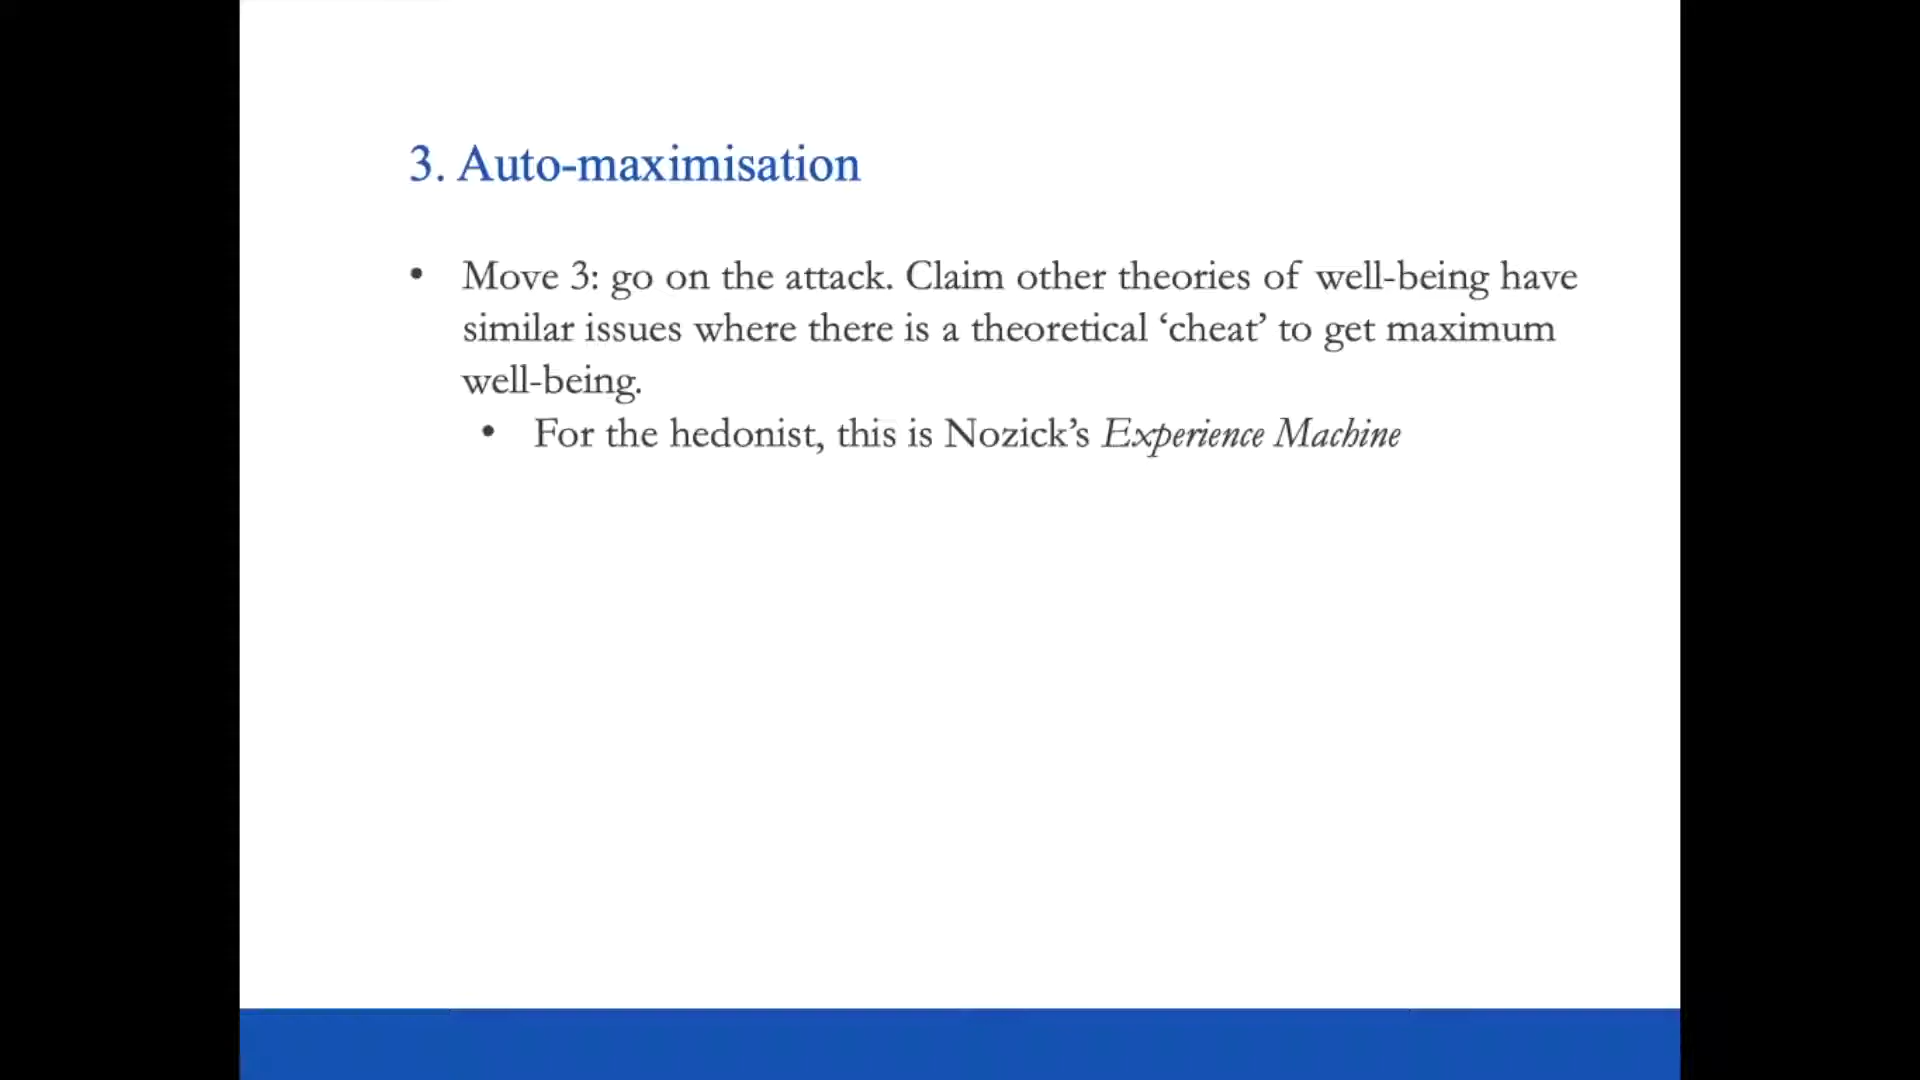 3. Auto-maximisation
• Move 3: go on the attack. Claim other theories of well-being have
similar issues where there is a theoretical ‘cheat’ to get maximum
well-being.
• For the hedonist, this is Nozick’s Experience Machine